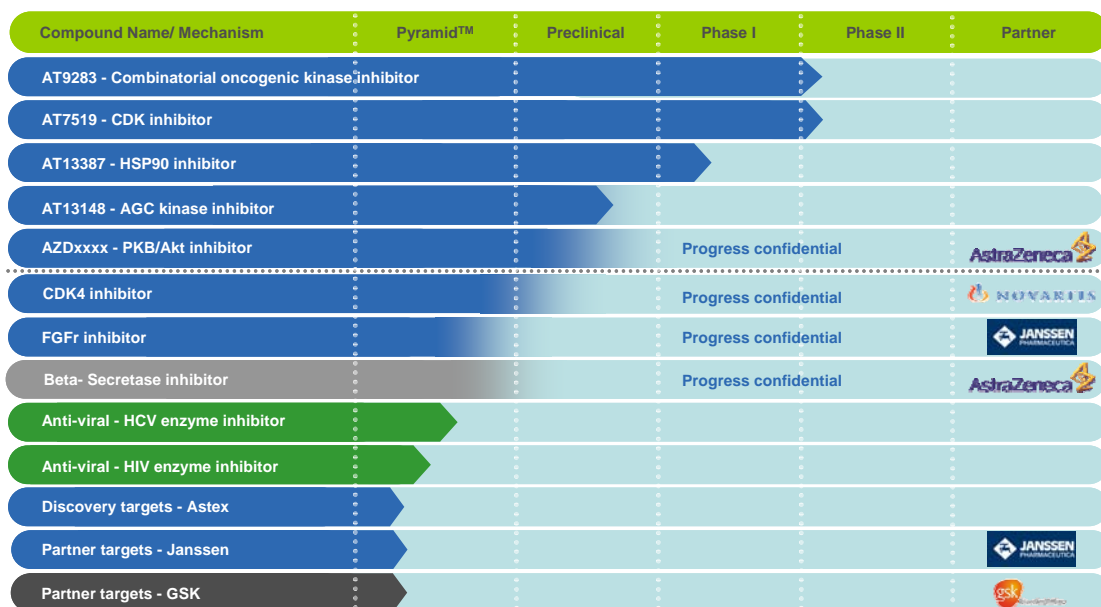 Compound Name/ Mechanism Pyramid™ Preclinical Phase I Phase II Partner
AT9283 - Combinatorial oncogenic kinase inhibitor
AT7519 - CDK inhibitor
AT13387 - HSP90 inhibitor
AT13148 - AGC kinase inhibitor
AZDxxxx - PKB/Akt inhibitor Progress confidential AstraZeneca
CDK4 inhibitor Progress confidential NOVARTIS
FGFr inhibitor Progress confidential JANSSEN
PHARMACEUTICA
Beta- Secretase inhibitor Progress confidential AstraZeneca
Anti-viral - HCV enzyme inhibitor
Anti-viral - HIV enzyme inhibitor
Discovery targets - Astex
Partner targets - Janssen JANSSEN
PHARMACEUTICA
Partner targets - GSK gsk